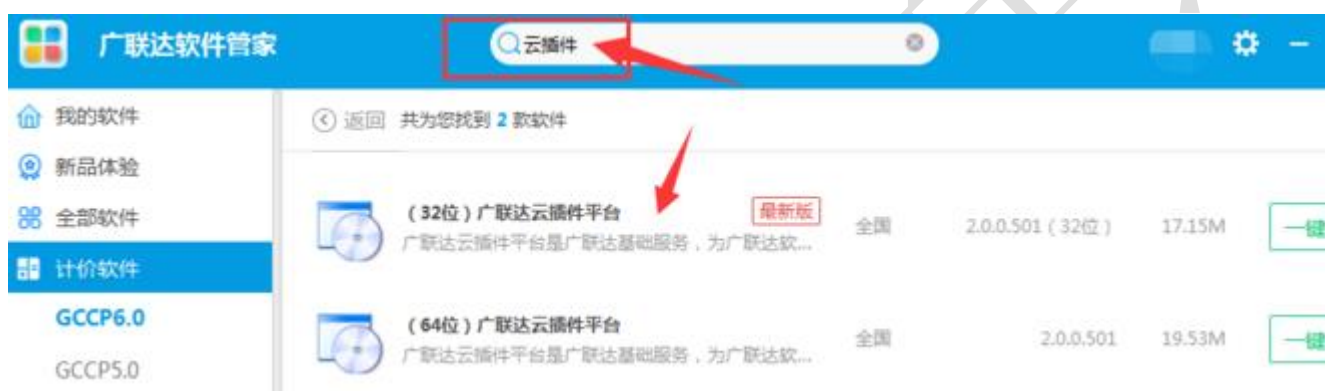 广联达软件管家
云插件
我的软件
新品体验
全部软件
计价软件
GCCP6.0
GCCP5.0
返回 共为您找到 2 款软件
(32位)广联达云插件平台 最新版
广联达云插件平台是广联达基础服务,为广联达软... 全国 2.0.0.501(32位) 17.15M 一键
(64位)广联达云插件平台
广联达云插件平台是广联达基础服务,为广联达软... 全国 2.0.0.501 19.53M 一键